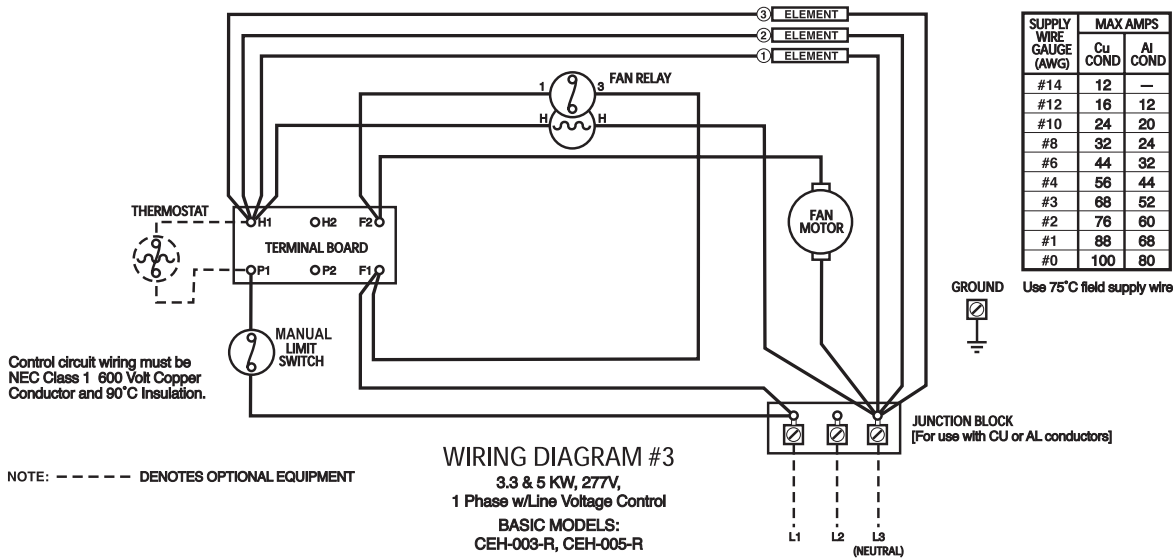 3 ELEMENT
2 ELEMENT
1 ELEMENT
FAN RELAY
1 3
H H
THERMOSTAT
H1 H2 F2
TERMINAL BOARD
P1 P2 F1
FAN
MOTOR
MANUAL
LIMIT
SWITCH
Control circuit wiring must be
NEC Class 1 600 Volt Copper
Conductor and 90˚C Insulation.
NOTE: DENOTES OPTIONAL EQUIPMENT
WIRING DIAGRAM #3
3.3 & 5 KW, 277V,
1 Phase w/Line Voltage Control
BASIC MODELS:
CEH-003-R, CEH-005-R
GROUND
JUNCTION BLOCK
[For use with CU or AL conductors]
L1 L2 L3
(NEUTRAL)
SUPPLY WIRE GAUGE (AWG) MAX AMPS
Cu COND Al COND
#14 12 —
#12 16 12
#10 24 20
#8 32 24
#6 44 32
#4 56 44
#3 68 52
#2 76 60
#1 88 68
#0 100 80
Use 75˚C field supply wire